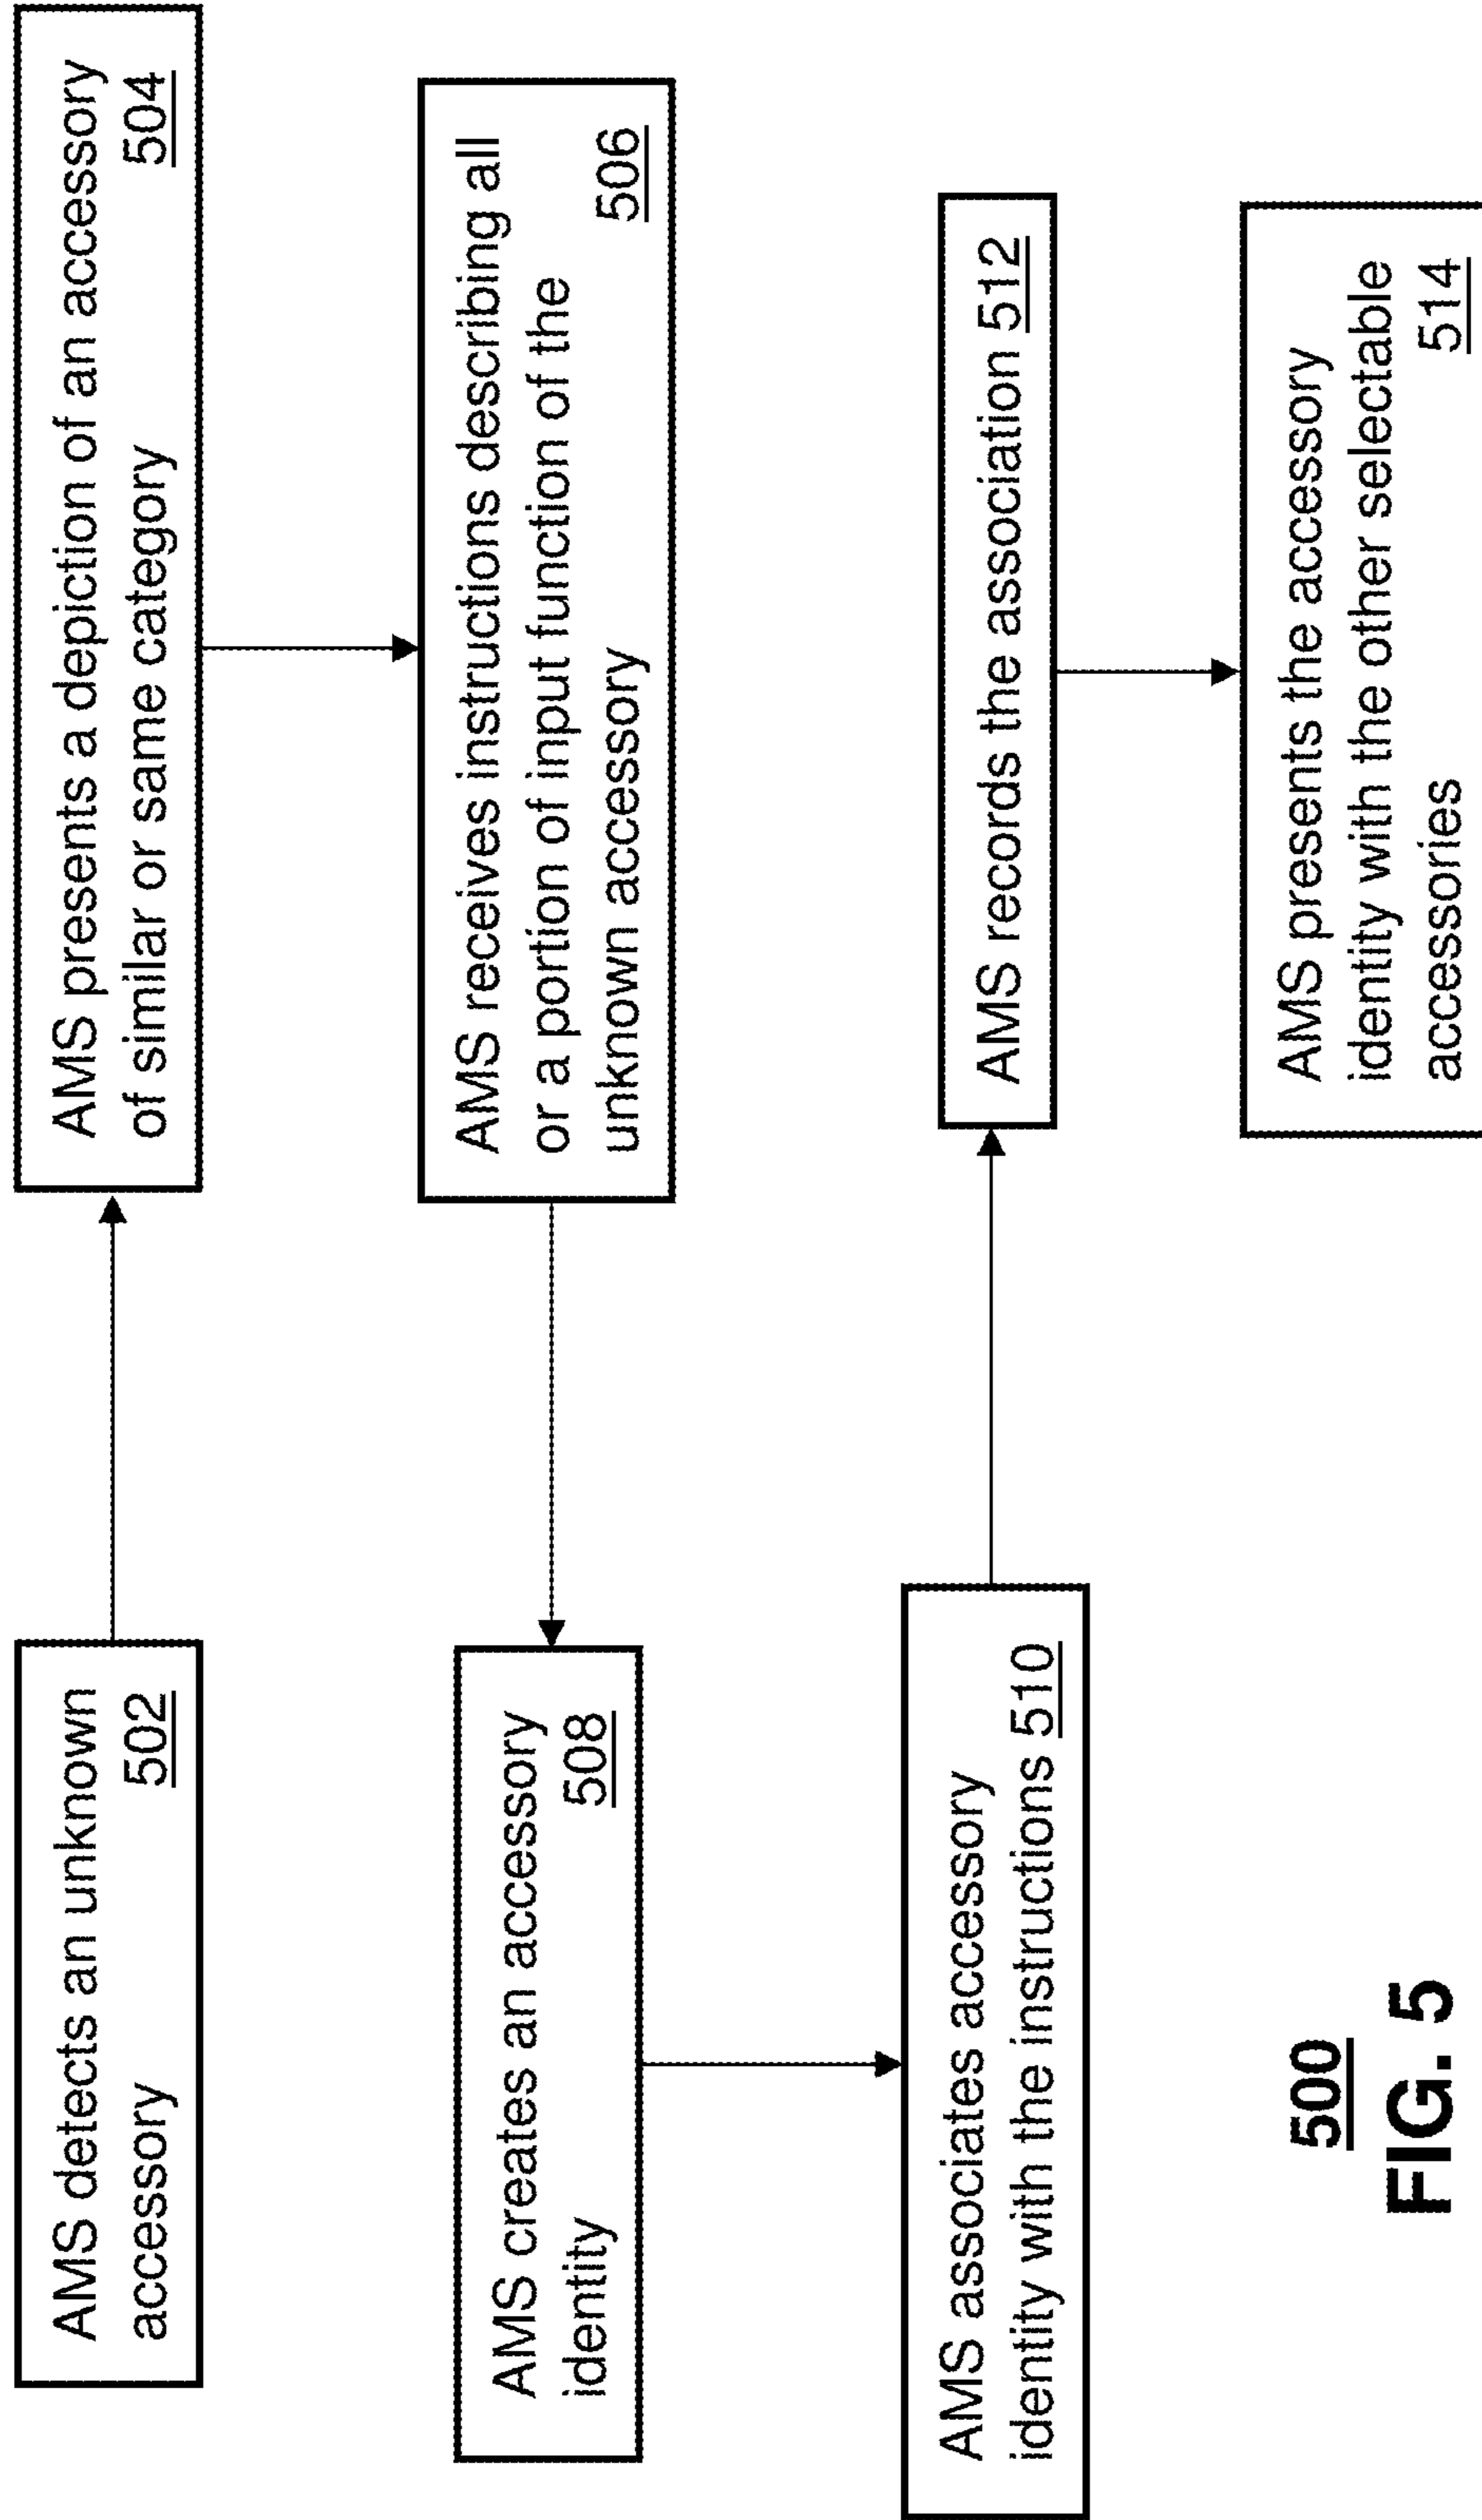 AMS detects an unknown
accessory 502
AMS presents a depiction of an accessory
of similar or same category 504
AMS receives instructions describing all
or a portion of input function of the
unknown accessory 506
AMS creates an accessory
identity 508
AMS associates accessory
identity with the instructions 510
AMS records the association 512
AMS presents the accessory
identity with the other selectable
accessories 514
500
FIG. 5